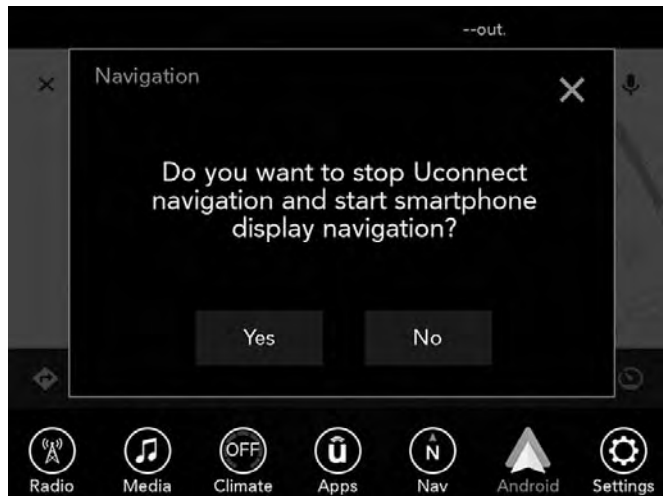 --out.
Navigation
Do you want to stop Uconnect
navigation and start smartphone
display navigation?
Yes
No
OFF
û
N
Radio
Media
Climate
Apps
Nav
Android
Settings